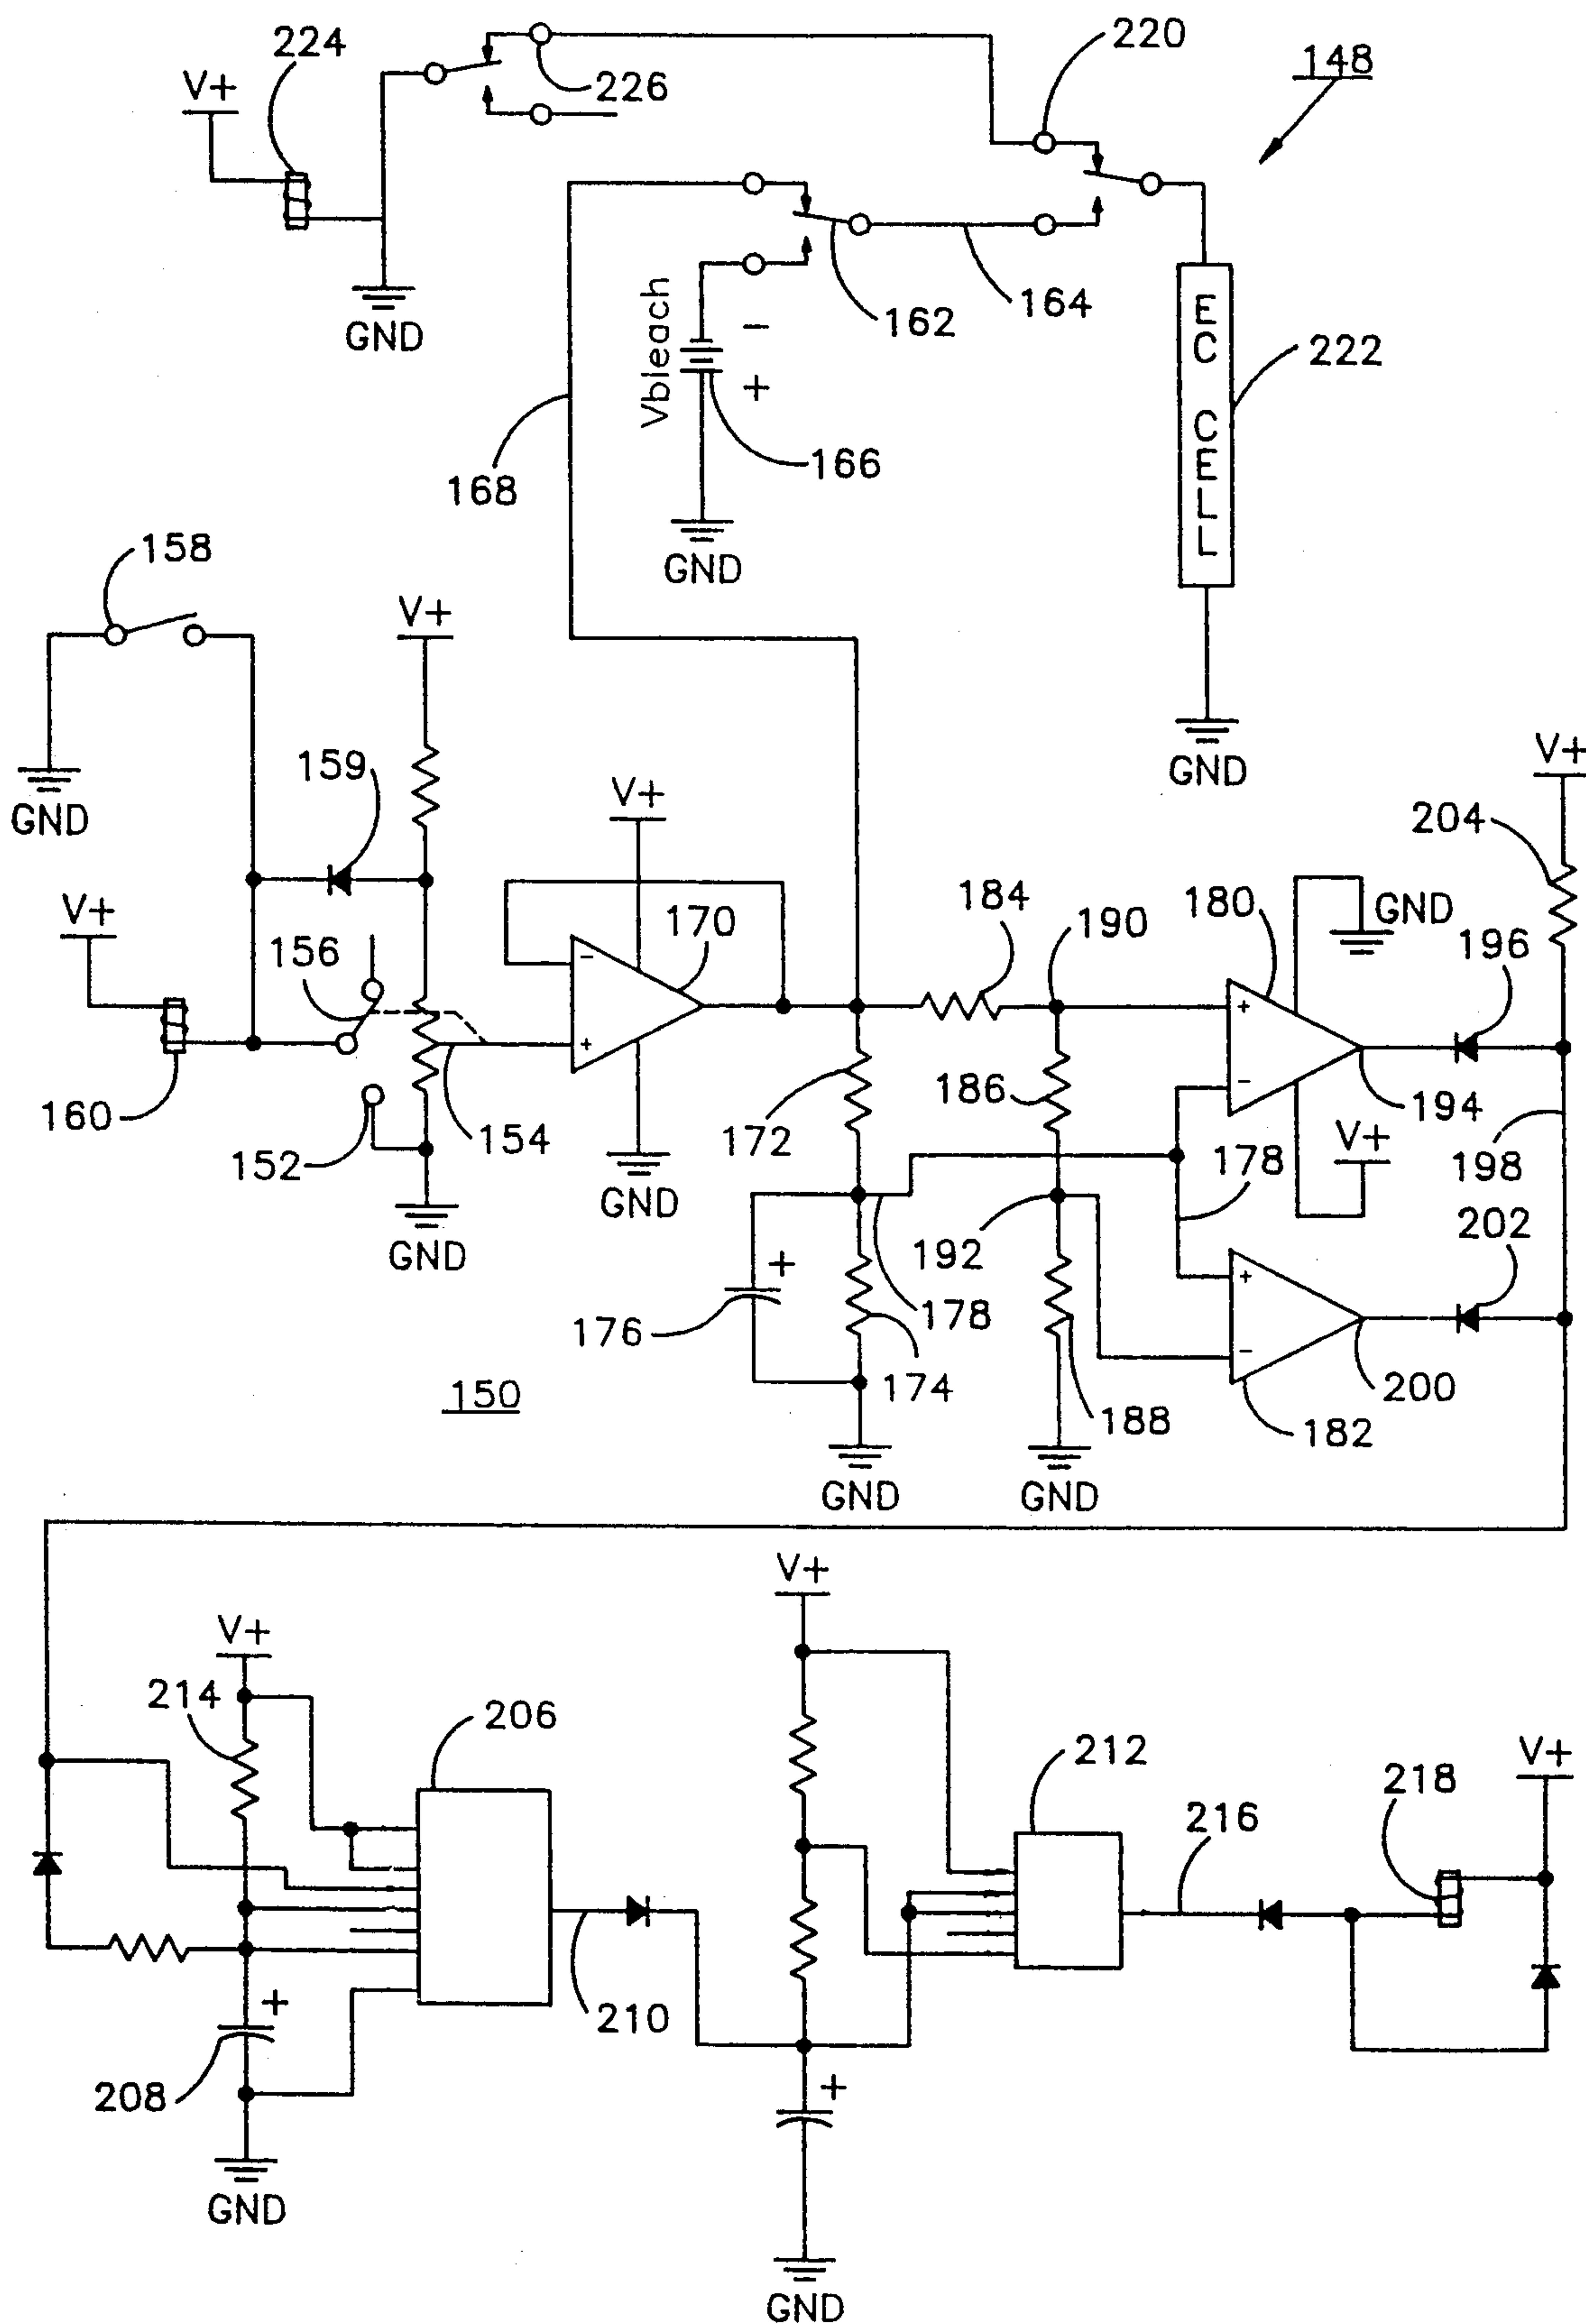 224
226
220
148
V+
GND
Vbleach
-
+
162
164
166
168
EC CELL
222
GND
GND
158
V+
159
GND
V+
156
160
152
154
GND
V+
170
-
+
GND
172
184
190
180
GND
196
204
V+
+
-
186
194
V+
178
198
192
202
176
+
178
174
188
+
-
182
200
150
GND
GND
V+
V+
214
206
212
V+
218
216
210
+
208
GND
+
GND